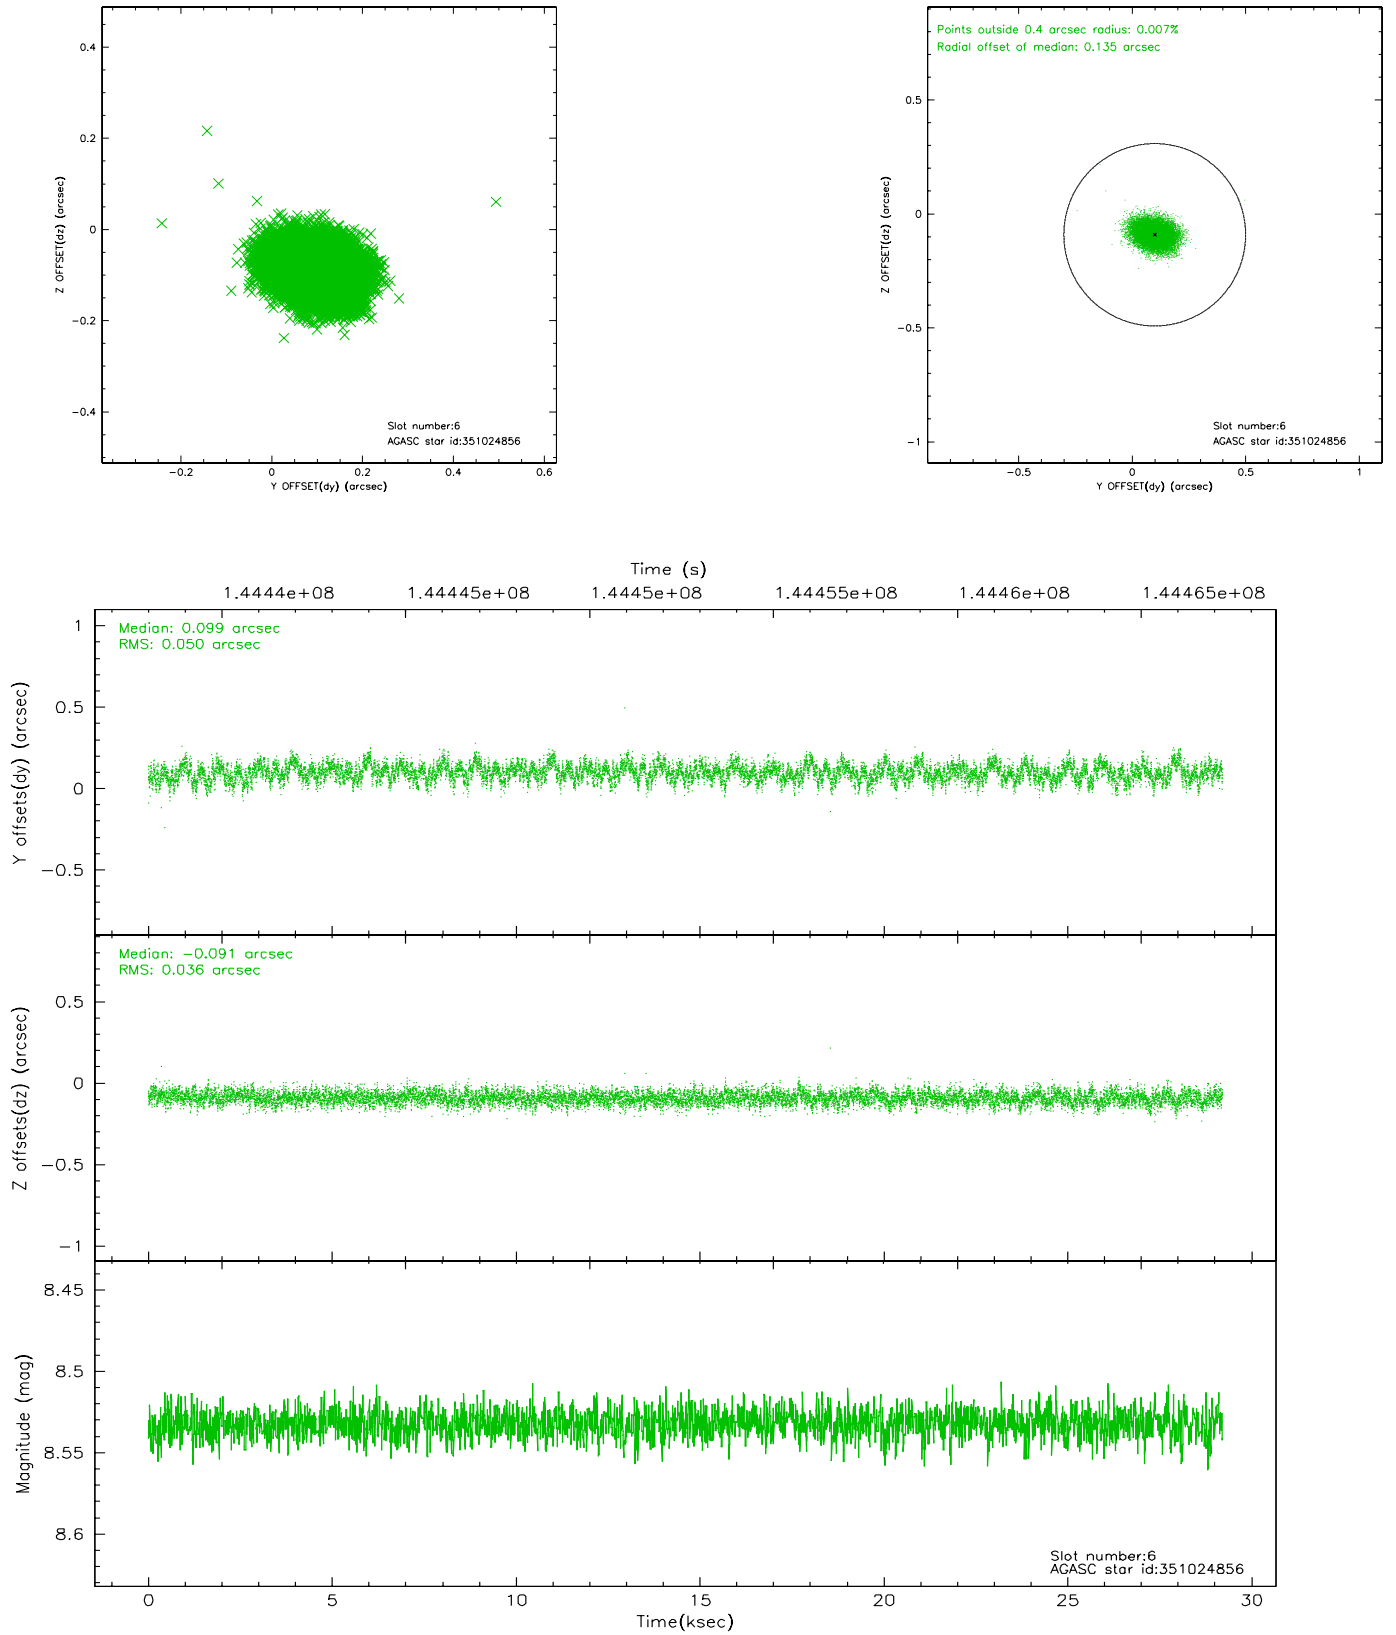 0.4
0.2
0
−0.2
−0.4
Z OFFSET(dz) (arcsec)
Slot number:6
AGASC star id:351024856
−0.2 0 0.2 0.4 0.6
Y OFFSET(dy) (arcsec)
Points outside 0.4 arcsec radius: 0.007%
Radial offset of median: 0.135 arcsec
0.5
0
−0.5
−1
Z OFFSET(dz) (arcsec)
Slot number:6
AGASC star id:351024856
−0.5 0 0.5 1
Y OFFSET(dy) (arcsec)
Time (s)
1.4444e+08 1.44445e+08 1.4445e+08 1.44455e+08 1.4446e+08 1.44465e+08
Median: 0.099 arcsec
RMS: 0.050 arcsec
1
0.5
0
−0.5
Y offsets(dy) (arcsec)
Median: −0.091 arcsec
RMS: 0.036 arcsec
0.5
0
−0.5
−1
Z offsets(dz) (arcsec)
8.45
8.5
8.55
8.6
Magnitude (mag)
Slot number:6
AGASC star id:351024856
0 5 10 15 20 25 30
Time(ksec)